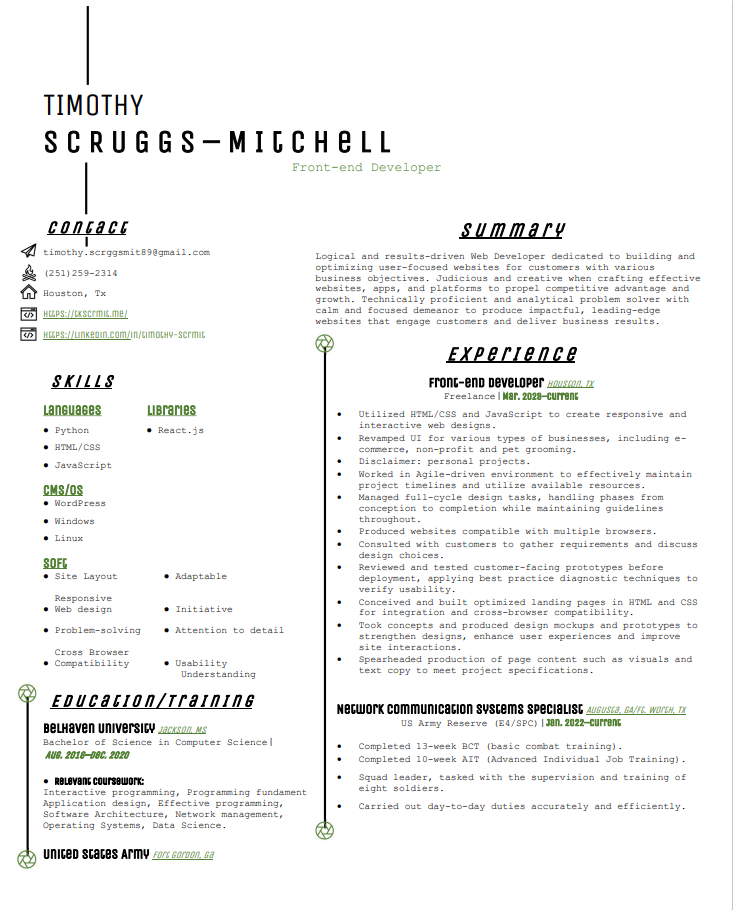 TIMOTHY
SCRUGGS-MITCHELL
Front-end Developer
contact
timothy.scrggsmit89@gmail.com
(251)259-2314
Houston, Tx
https://tkscrmit.me/
https://linkedin.com/in/timothy-scrmit
SKILLS
Languages
● Python
● HTML/CSS
● JavaScript
Libraries
● React.js
CMS/OS
● WordPress
● Windows
● Linux
SOFT
● Site Layout
Responsive
● Web design
● Problem-solving
Cross Browser
● Compatibility
● Adaptable
● Initiative
● Attention to detail
● Usability
Understanding
Education/Training
Belhaven University Jackson, MS
Bachelor of Science in Computer Science|
Aug. 2016—Dec. 2020
● Relevant Coursework:
Interactive programming, Programming fundament
Application design, Effective programming,
Software Architecture, Network management,
Operating Systems, Data Science.
United States Army Fort Gordon, Ga
summary
Logical and results-driven Web Developer dedicated to building and
optimizing user-focused websites for customers with various
business objectives. Judicious and creative when crafting effective
websites, apps, and platforms to propel competitive advantage and
growth. Technically proficient and analytical problem solver with
calm and focused demeanor to produce impactful, leading-edge
websites that engage customers and deliver business results.
Experience
Front-end Developer Houston, TX
Freelance|Mar. 2023—Current
• Utilized HTML/CSS and JavaScript to create responsive and
interactive web designs.
• Revamped UI for various types of businesses, including e-
commerce, non-profit and pet grooming.
• Disclaimer: personal projects.
• Worked in Agile-driven environment to effectively maintain
project timelines and utilize available resources.
• Managed full-cycle design tasks, handling phases from
conception to completion while maintaining guidelines
throughout.
• Produced websites compatible with multiple browsers.
• Consulted with customers to gather requirements and discuss
design choices.
• Reviewed and tested customer-facing prototypes before
deployment, applying best practice diagnostic techniques to
verify usability.
• Conceived and built optimized landing pages in HTML and CSS
for integration and cross-browser compatibility.
• Took concepts and produced design mockups and prototypes to
strengthen designs, enhance user experiences and improve
site interactions.
• Spearheaded production of page content such as visuals and
text copy to meet project specifications.
Network Communication Systems Specialist Augusta, GA/Ft. Worth, TX
US Army Reserve (E4/SPC)|Jan. 2022—Current
• Completed 13-week BCT (basic combat training).
• Completed 10-week AIT (Advanced Individual Job Training).
• Squad leader, tasked with the supervision and training of
eight soldiers.
• Carried out day-to-day duties accurately and efficiently.